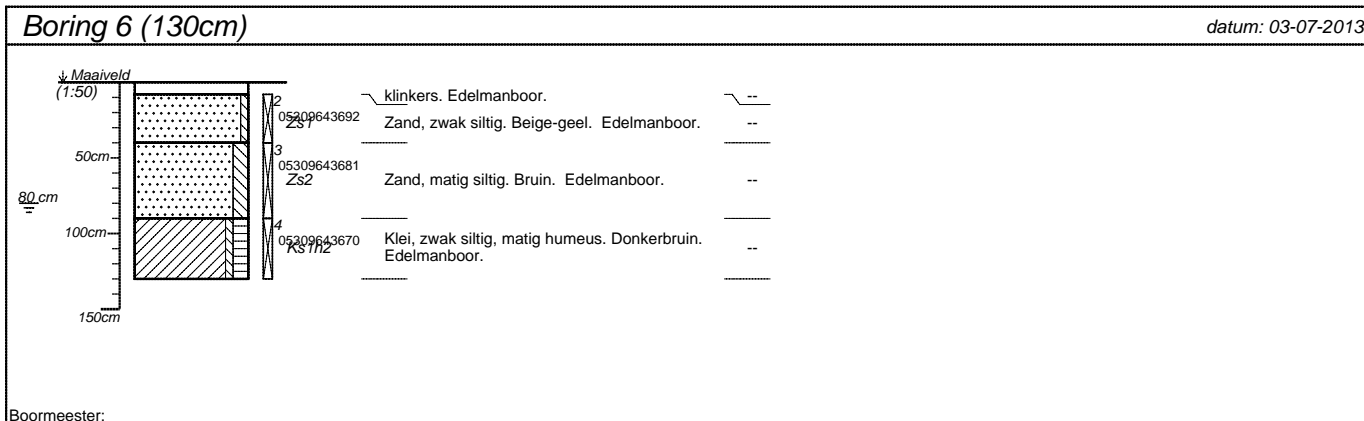 Boring 6 (130cm)
datum: 03-07-2013
Maaiveld
(1:50)
klinkers. Edelmanboor.
--
2
05309643692
Zs1
Zand, zwak siltig. Beige-geel. Edelmanboor.
--
50cm
3
05309643681
Zs2
Zand, matig siltig. Bruin. Edelmanboor.
--
80 cm
100cm
4
05309643670
Ks1h2
Klei, zwak siltig, matig humeus. Donkerbruin.
Edelmanboor.
--
150cm
Boormeester: